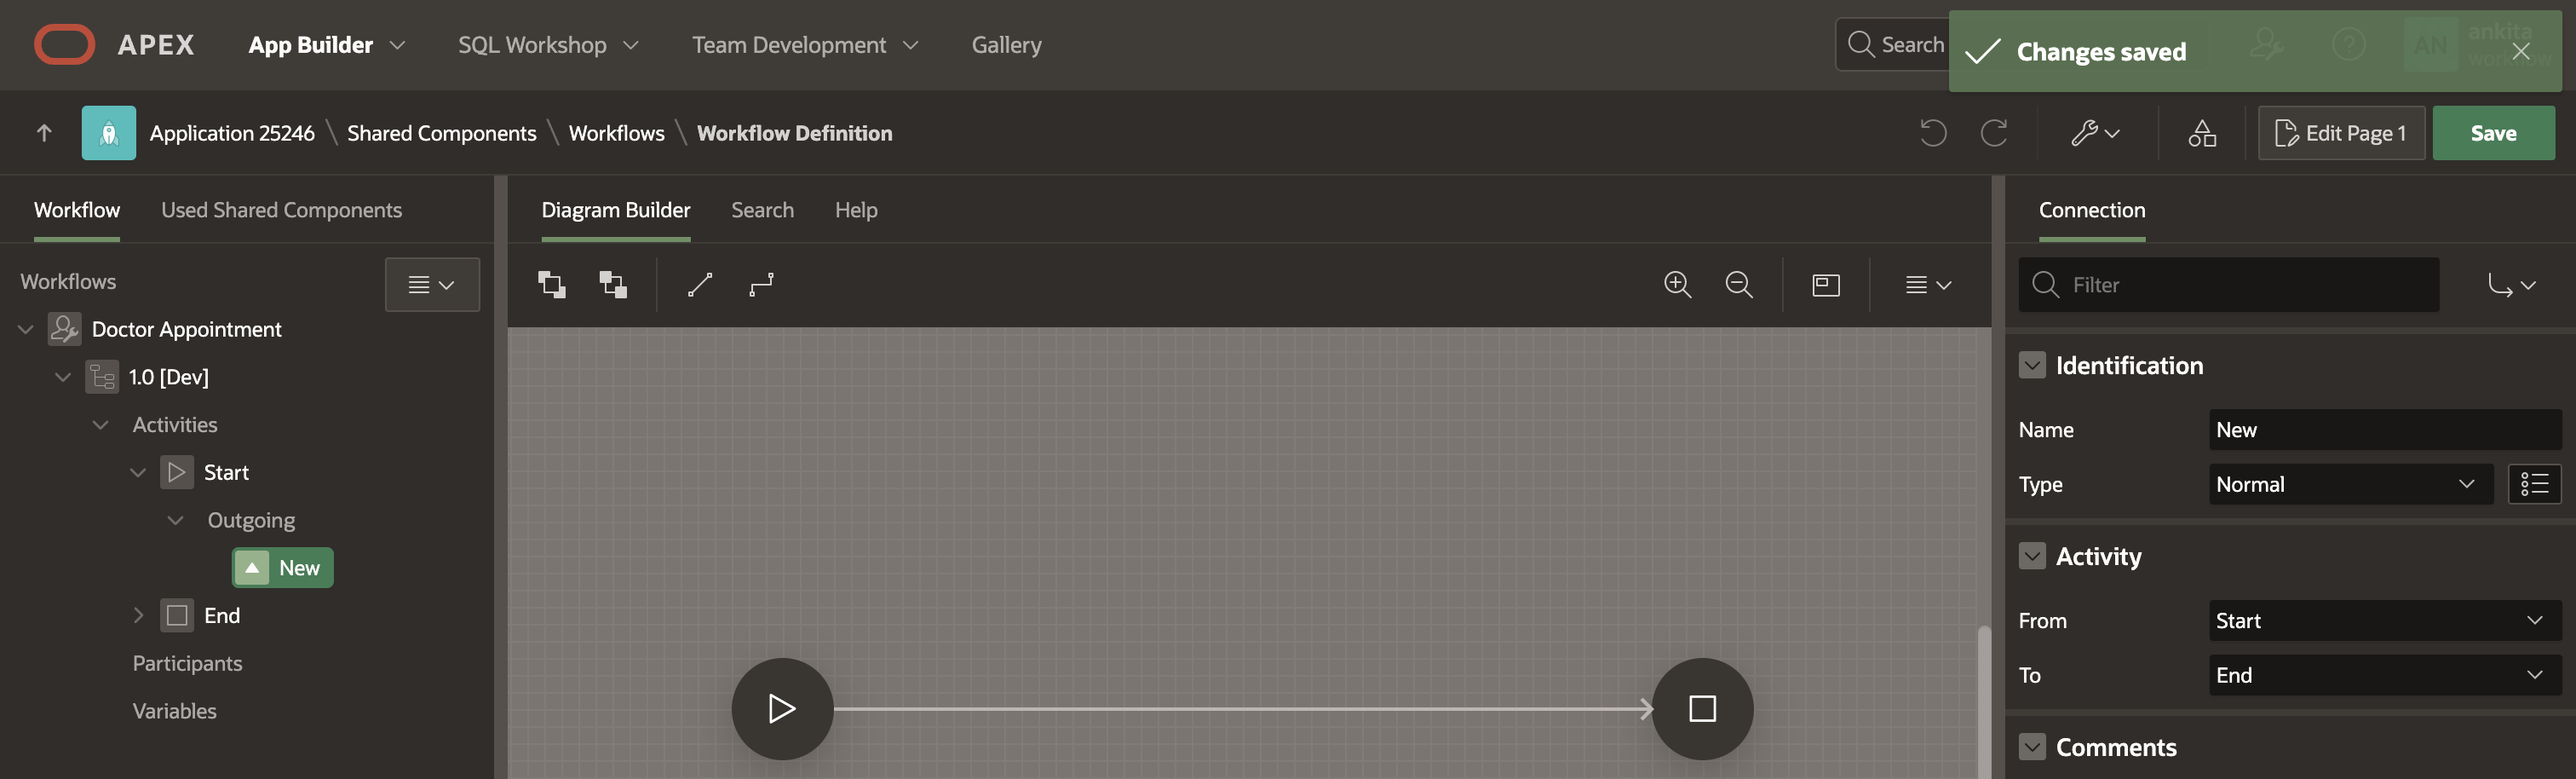 APEX App Builder SQL Workshop Team Development Gallery Search
Changes saved
AN ankita
workflow
Application 25246 \ Shared Components \ Workflows \ Workflow Definition
Edit Page 1 Save
Workflow Used Shared Components
Workflows
Doctor Appointment
1.0 [Dev]
Activities
Start
Outgoing
New
End
Participants
Variables
Diagram Builder Search Help
Connection
Filter
Identification
Name New
Type Normal
Activity
From Start
To End
Comments